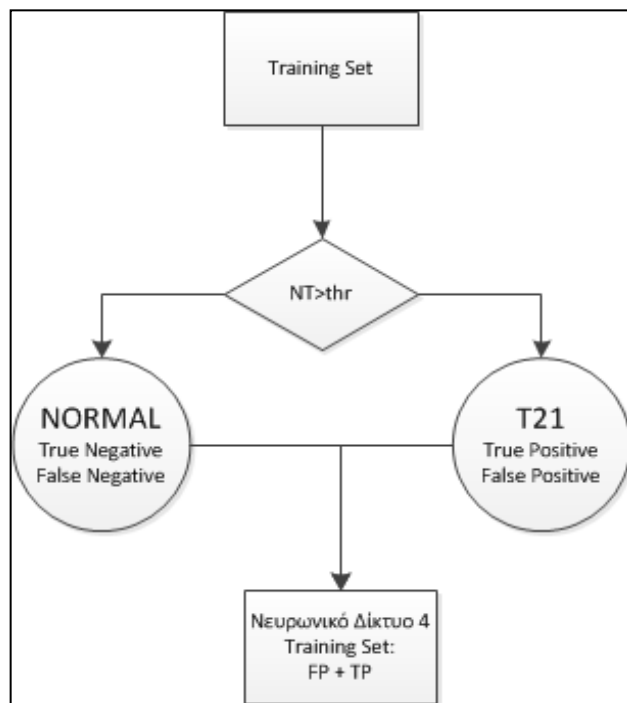 Training Set
NT>thr
NORMAL
True Negative
False Negative
T21
True Positive
False Positive
Νευρωνικό Δίκτυο 4
Training Set:
FP + TP